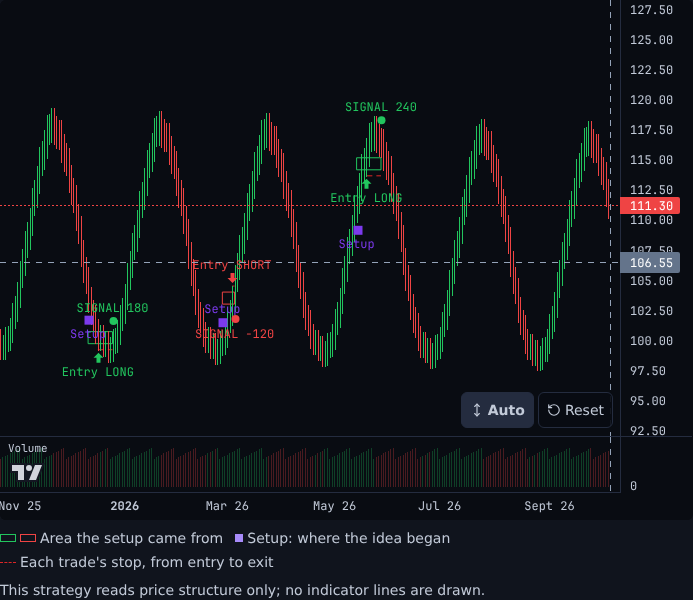 127.50
125.00
122.50
120.00
SIGNAL 240
117.50
115.00
112.50
Entry LONG
111.30
110.00
Setup
107.50
Entry SHORT
106.55
105.00
SIGNAL 180
Setup
102.50
Setup
SIGNAL -120
100.00
Entry LONG
97.50
95.00
Auto
Reset
92.50
Volume
0
Nov 25
2026
Mar 26
May 26
Jul 26
Sept 26
Area the setup came from
Setup: where the idea began
Each trade's stop, from entry to exit
This strategy reads price structure only; no indicator lines are drawn.